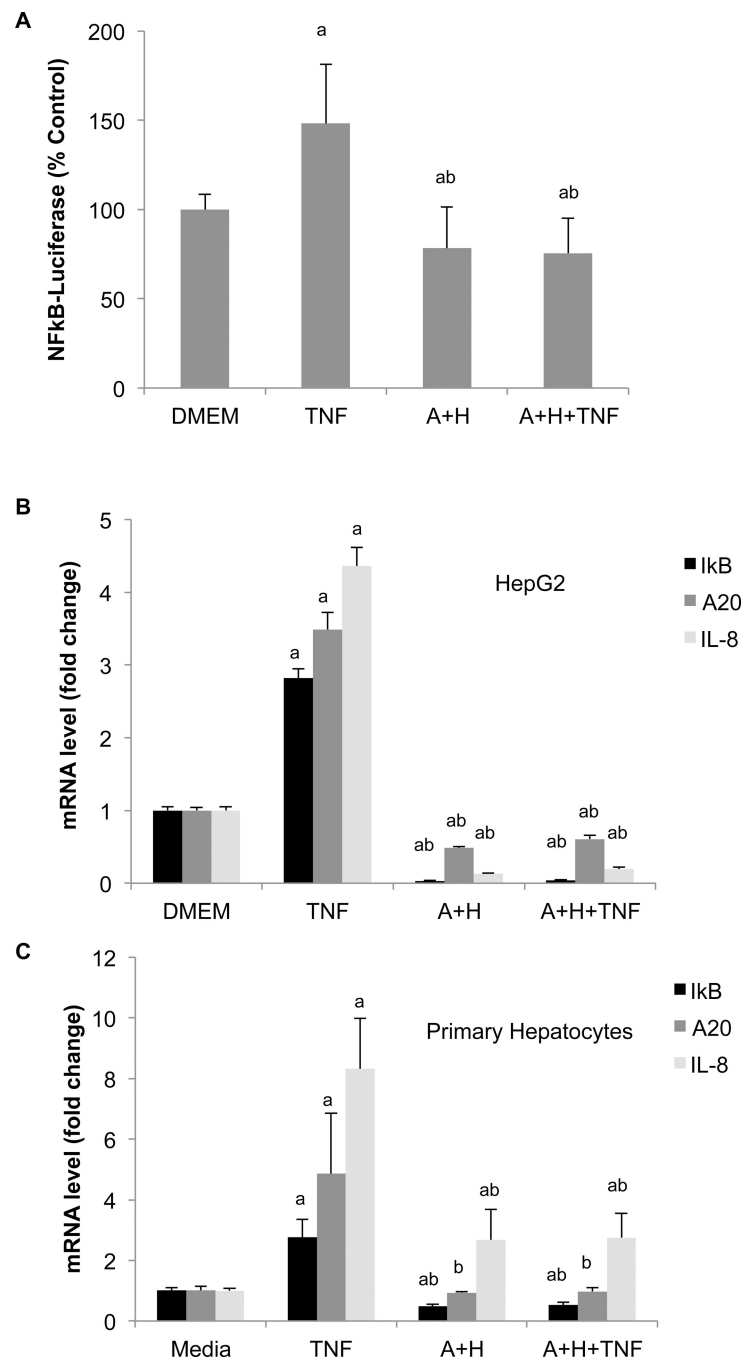 A
NFkB-Luciferase (% Control)
200
150
100
50
0
a
ab
ab
DMEM
TNF
A+H
A+H+TNF
B
mRNA level (fold change)
5
4
3
2
1
0
a
a
a
ab
ab
ab
ab
ab
ab
HepG2
IkB
A20
IL-8
DMEM
TNF
A+H
A+H+TNF
C
mRNA level (fold change)
12
10
8
6
4
2
0
a
a
a
ab
b
ab
ab
b
ab
Primary Hepatocytes
IkB
A20
IL-8
Media
TNF
A+H
A+H+TNF